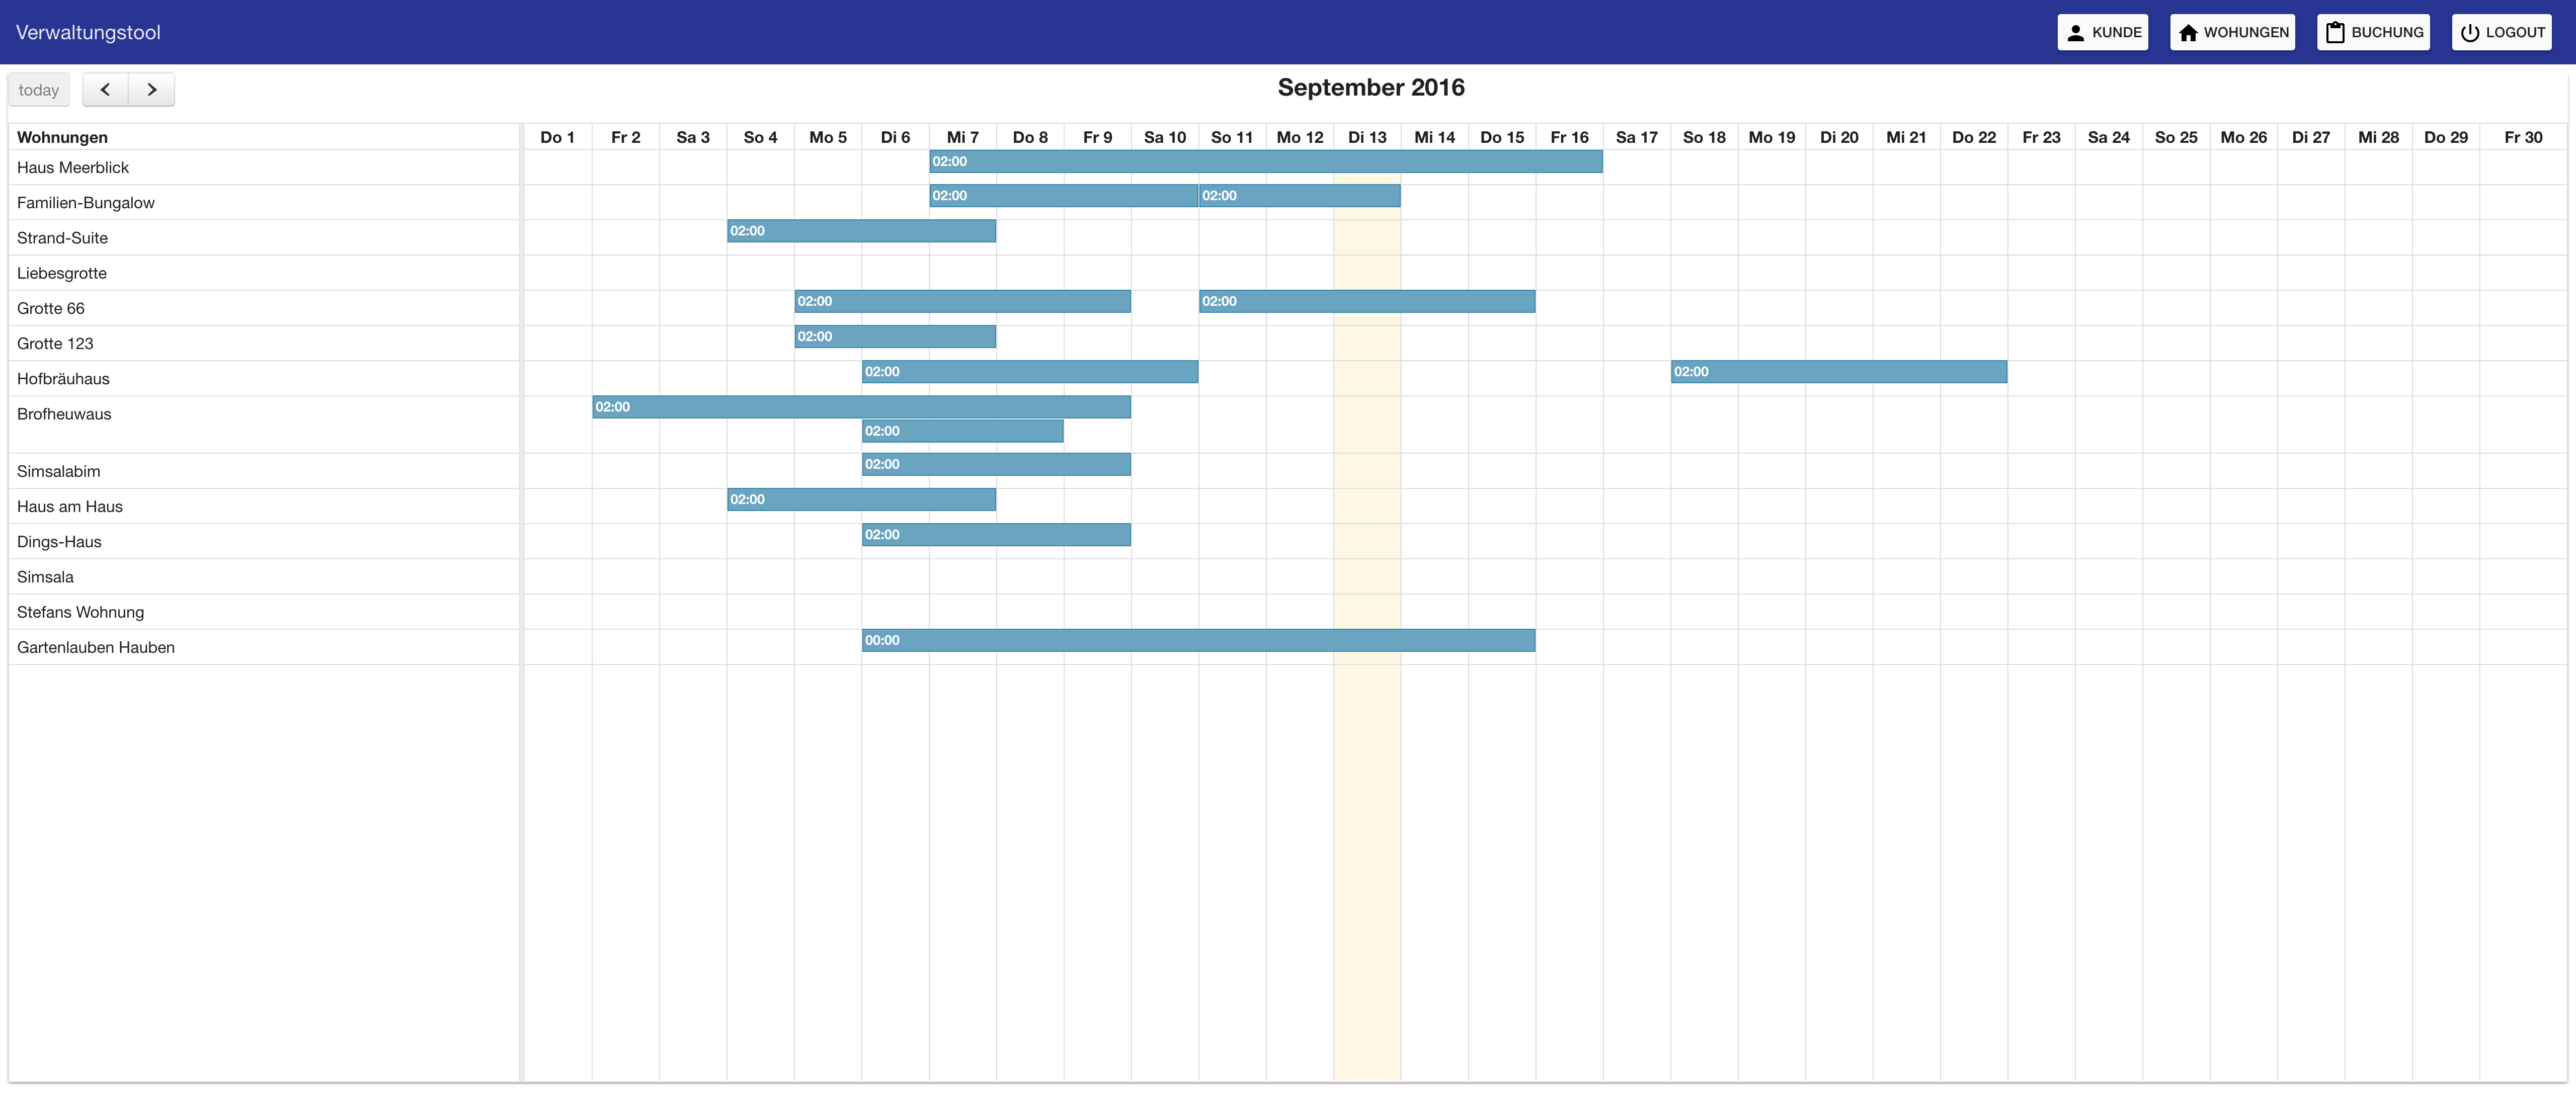 Verwaltungstool KUNDE WOHUNGEN BUCHUNG LOGOUT
today September 2016
Wohnungen Do 1 Fr 2 Sa 3 So 4 Mo 5 Di 6 Mi 7 Do 8 Fr 9 Sa 10 So 11 Mo 12 Di 13 Mi 14 Do 15 Fr 16 Sa 17 So 18 Mo 19 Di 20 Mi 21 Do 22 Fr 23 Sa 24 So 25 Mo 26 Di 27 Mi 28 Do 29 Fr 30
Haus Meerblick 02:00
Familien-Bungalow 02:00 02:00
Strand-Suite 02:00
Liebesgrotte
Grotte 66 02:00 02:00
Grotte 123 02:00
Hofbräuhaus 02:00 02:00
Brofheuwaus 02:00
02:00
Simsalabim 02:00
Haus am Haus 02:00
Dings-Haus 02:00
Simsala
Stefans Wohnung
Gartenlauben Hauben 00:00